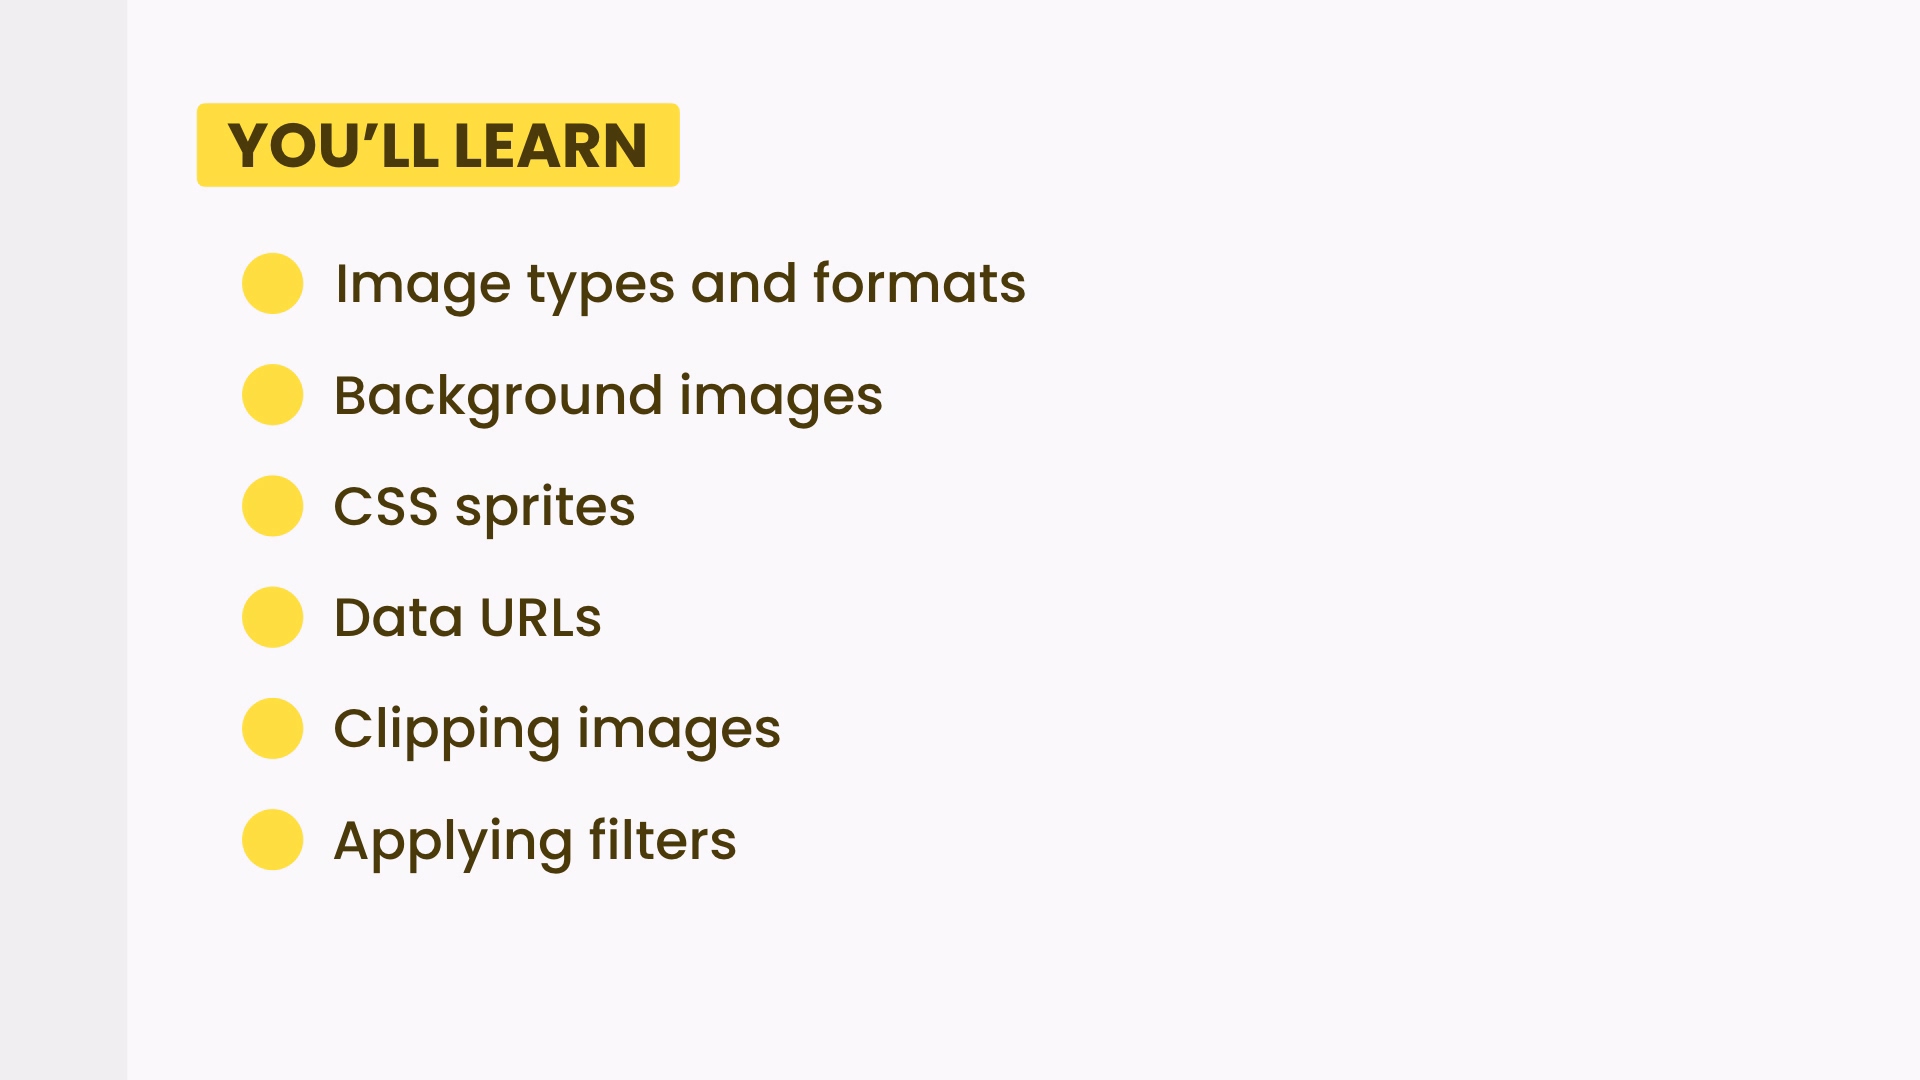 YOU’LL LEARN
Image types and formats
Background images
CSS sprites
Data URLs
Clipping images
Applying filters